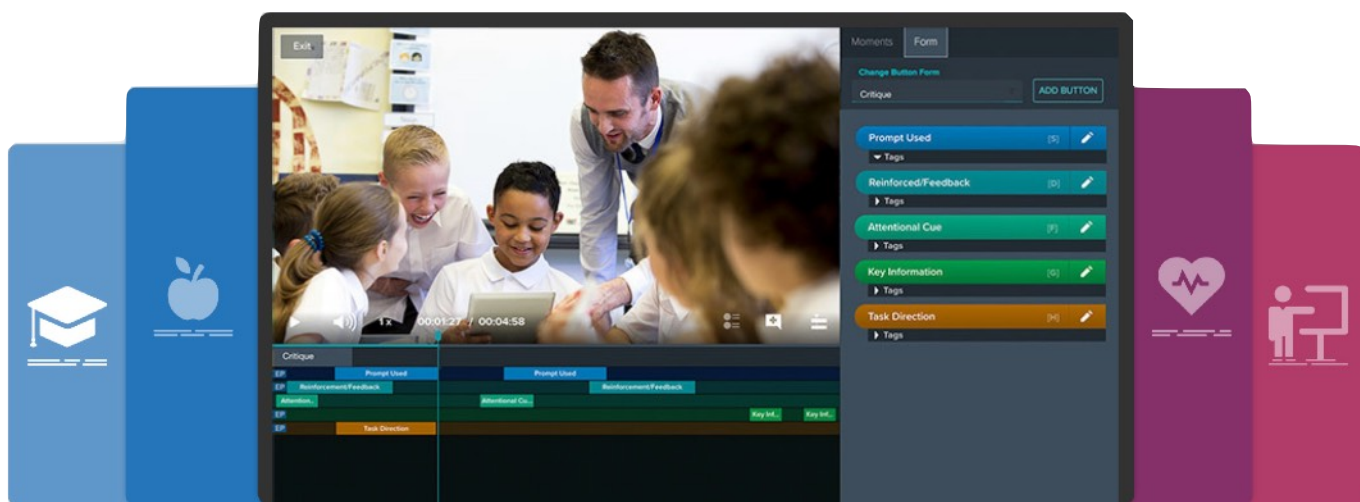 Exit
Moments Form
Change Button Form
Critique
ADD BUTTON
Prompt Used [S]
Tags
Reinforced/Feedback [D]
Tags
Attentional Cue [F]
Tags
Key Information [G]
Tags
Task Direction [H]
Tags
1x 00:01:27 / 00:04:58
Critique
EP Prompt Used Prompt Used
EP Reinforcement/Feedback Reinforcement/Feedback
Attention... Attentional Cu...
EP Key Inf... Key Inf...
EP Task Direction